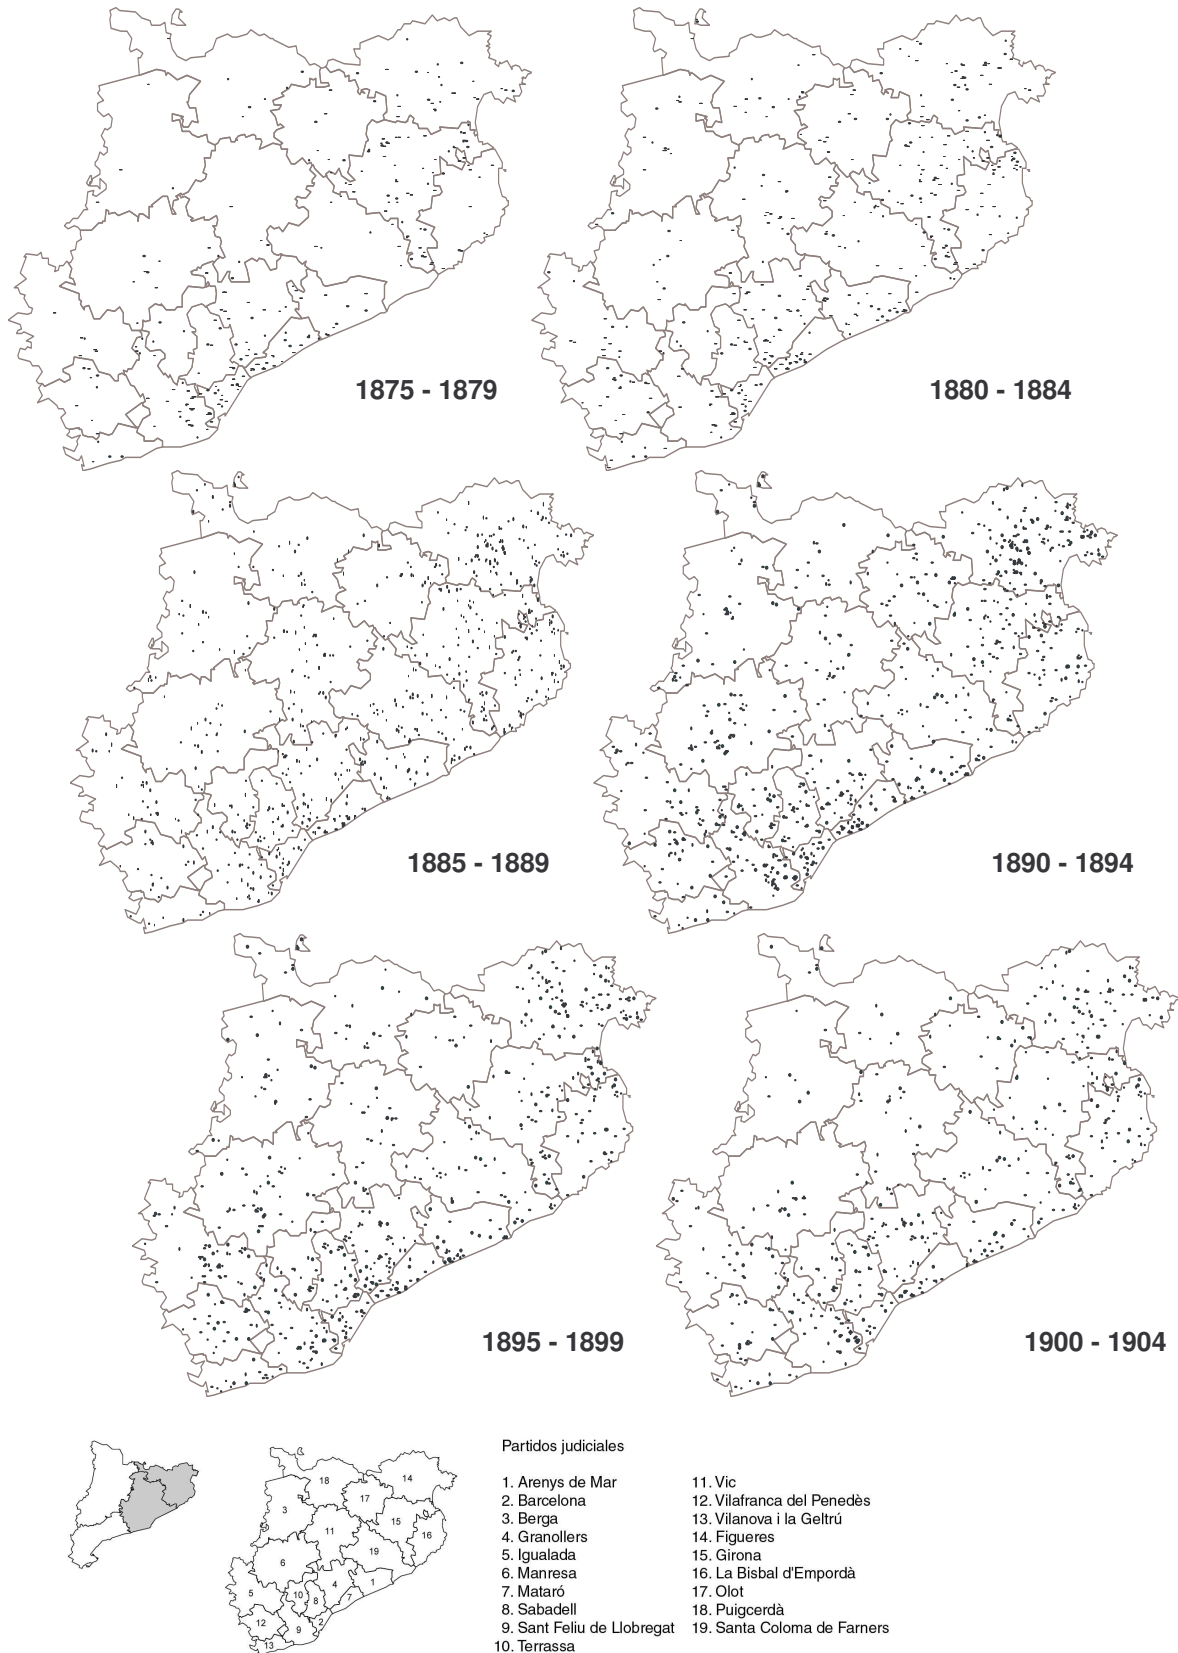 1875 - 1879
1880 - 1884
1885 - 1889
1890 - 1894
1895 - 1899
1900 - 1904
Partidos judiciales
1. Arenys de Mar
2. Barcelona
3. Berga
4. Granollers
5. Igualada
6. Manresa
7. Mataró
8. Sabadell
9. Sant Feliu de Llobregat
10. Terrassa
11. Vic
12. Vilafranca del Penedès
13. Vilanova i la Geltrú
14. Figueres
15. Girona
16. La Bisbal d'Empordà
17. Olot
18. Puigcerdà
19. Santa Coloma de Farners
18
14
3
17
15
11
16
19
6
4
1
5
10
8
7
12
2
9
13